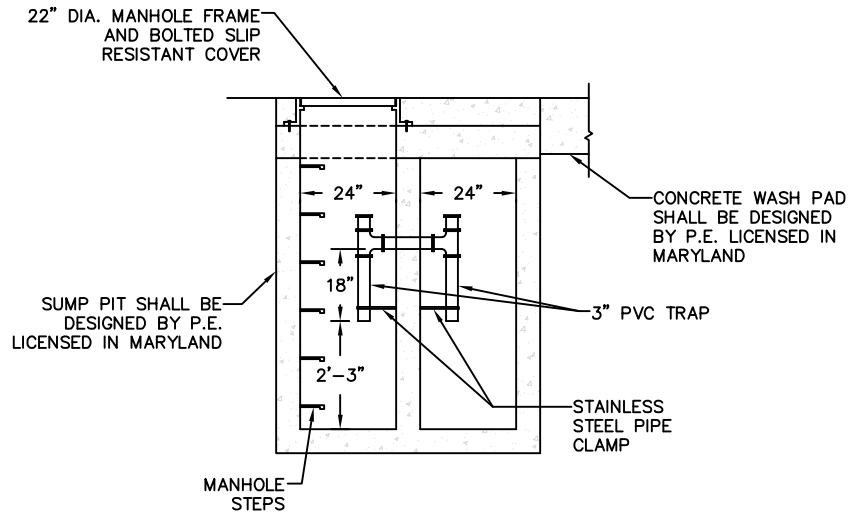 22” DIA. MANHOLE FRAME
AND BOLTED SLIP
RESISTANT COVER
24”
24”
CONCRETE WASH PAD
SHALL BE DESIGNED
BY P.E. LICENSED IN
MARYLAND
18”
SUMP PIT SHALL BE
DESIGNED BY P.E.
LICENSED IN MARYLAND
3” PVC TRAP
2’–3”
STAINLESS
STEEL PIPE
CLAMP
MANHOLE
STEPS